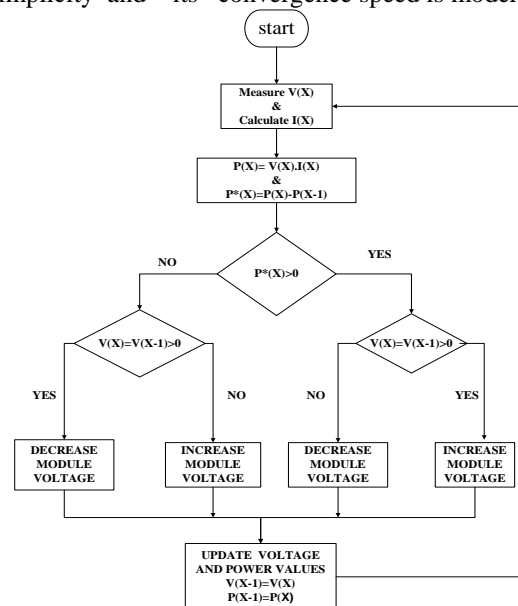 implicity and its convergence speed is moder
start
Measure V(X)
&
Calculate I(X)
P(X)= V(X).I(X)
&
P*(X)=P(X)-P(X-1)
NO
P*(X)>0
YES
V(X)=V(X-1)>0
V(X)=V(X-1)>0
YES
NO
NO
YES
DECREASE
MODULE
VOLTAGE
INCREASE
MODULE
VOLTAGE
DECREASE
MODULE
VOLTAGE
INCREASE
MODULE
VOLTAGE
UPDATE VOLTAGE
AND POWER VALUES
V(X-1)=V(X)
P(X-1)=P(X)